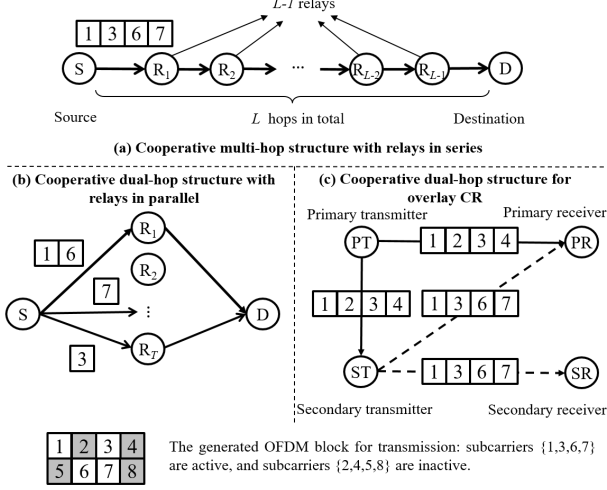 L-1 relays
1 3 6 7
S R1 R2 ... RL-2 RL-1 D
Source L hops in total Destination
(a) Cooperative multi-hop structure with relays in series
(b) Cooperative dual-hop structure with
relays in parallel
R1
1 6
R2
7
S ⋮ D
RT
3
(c) Cooperative dual-hop structure for
overlay CR
Primary transmitter Primary receiver
PT 1 2 3 4 PR
1 2 3 4 1 3 6 7
ST 1 3 6 7 SR
Secondary transmitter Secondary receiver
1 2 3 4
5 6 7 8
The generated OFDM block for transmission: subcarriers {1,3,6,7}
are active, and subcarriers {2,4,5,8} are inactive.